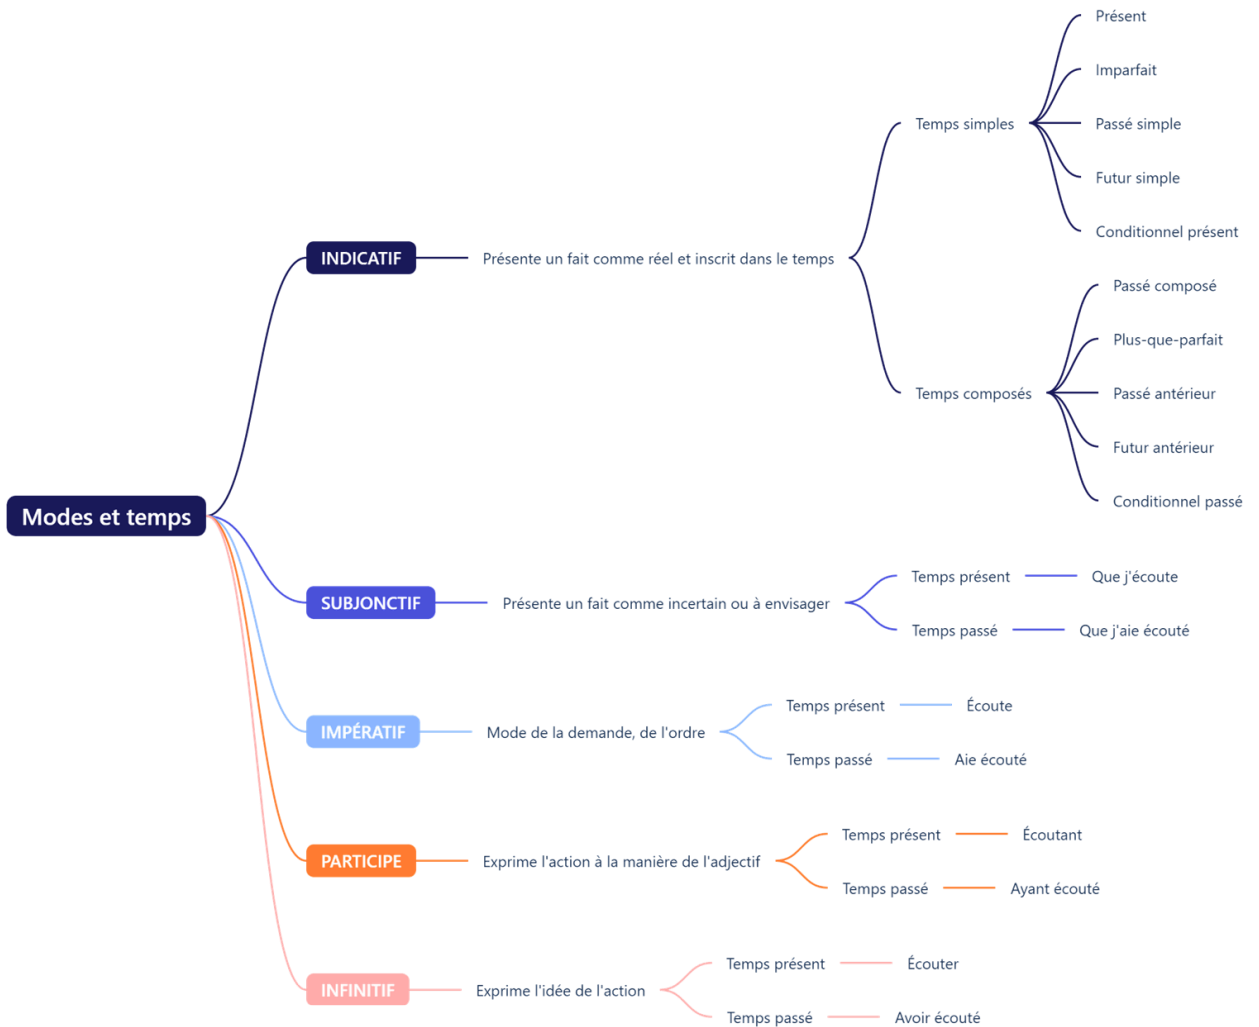 Modes et temps
INDICATIF
Présente un fait comme réel et inscrit dans le temps
Temps simples
Présent
Imparfait
Passé simple
Futur simple
Conditionnel présent
Temps composés
Passé composé
Plus-que-parfait
Passé antérieur
Futur antérieur
Conditionnel passé
SUBJONCTIF
Présente un fait comme incertain ou à envisager
Temps présent
Que j'écoute
Temps passé
Que j'aie écouté
IMPÉRATIF
Mode de la demande, de l'ordre
Temps présent
Écoute
Temps passé
Aie écouté
PARTICIPE
Exprime l'action à la manière de l'adjectif
Temps présent
Écoutant
Temps passé
Ayant écouté
INFINITIF
Exprime l'idée de l'action
Temps présent
Écouter
Temps passé
Avoir écouté